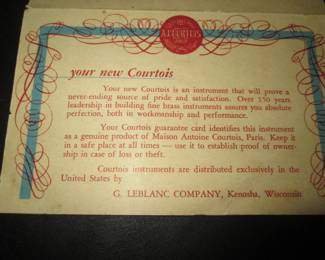 A.COURTOIS
your new Courtois
Your new Courtois is an instrument that will prove a
never-ending source of pride and satisfaction. Over 150 years
leadership in building fine brass instruments assures you absolute
perfection, both in workmanship and performance.
Your Courtois guarantee card identifies this instrument
as a genuine product of Maison Antoine Courtois, Paris. Keep it
in a safe place at all times — use it to establish proof of owner-
ship in case of loss or theft.
Courtois instruments are distributed exclusively in the
United States by
G. LEBLANC COMPANY, Kenosha, Wisconsin